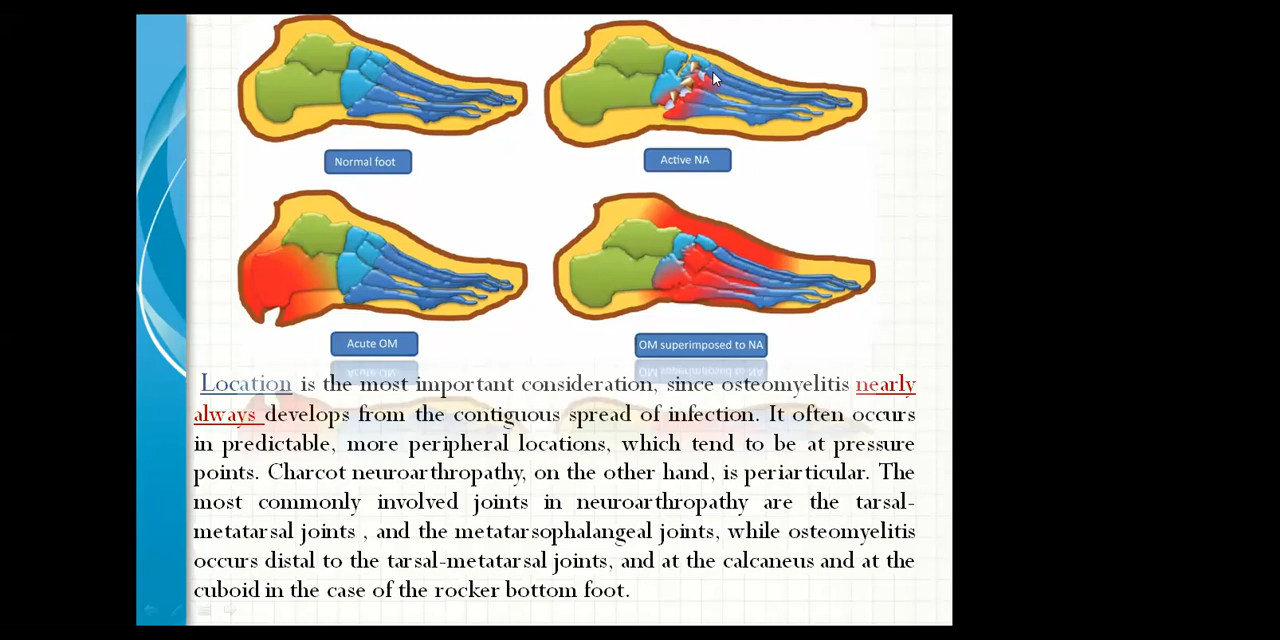 Normal foot
Active NA
Acute OM
OM superimposed to NA
Location is the most important consideration, since osteomyelitis nearly
always develops from the contiguous spread of infection. It often occurs
in predictable, more peripheral locations, which tend to be at pressure
points. Charcot neuroarthropathy, on the other hand, is periarticular. The
most commonly involved joints in neuroarthropathy are the tarsal-
metatarsal joints , and the metatarsophalangeal joints, while osteomyelitis
occurs distal to the tarsal-metatarsal joints, and at the calcaneus and at the
cuboid in the case of the rocker bottom foot.